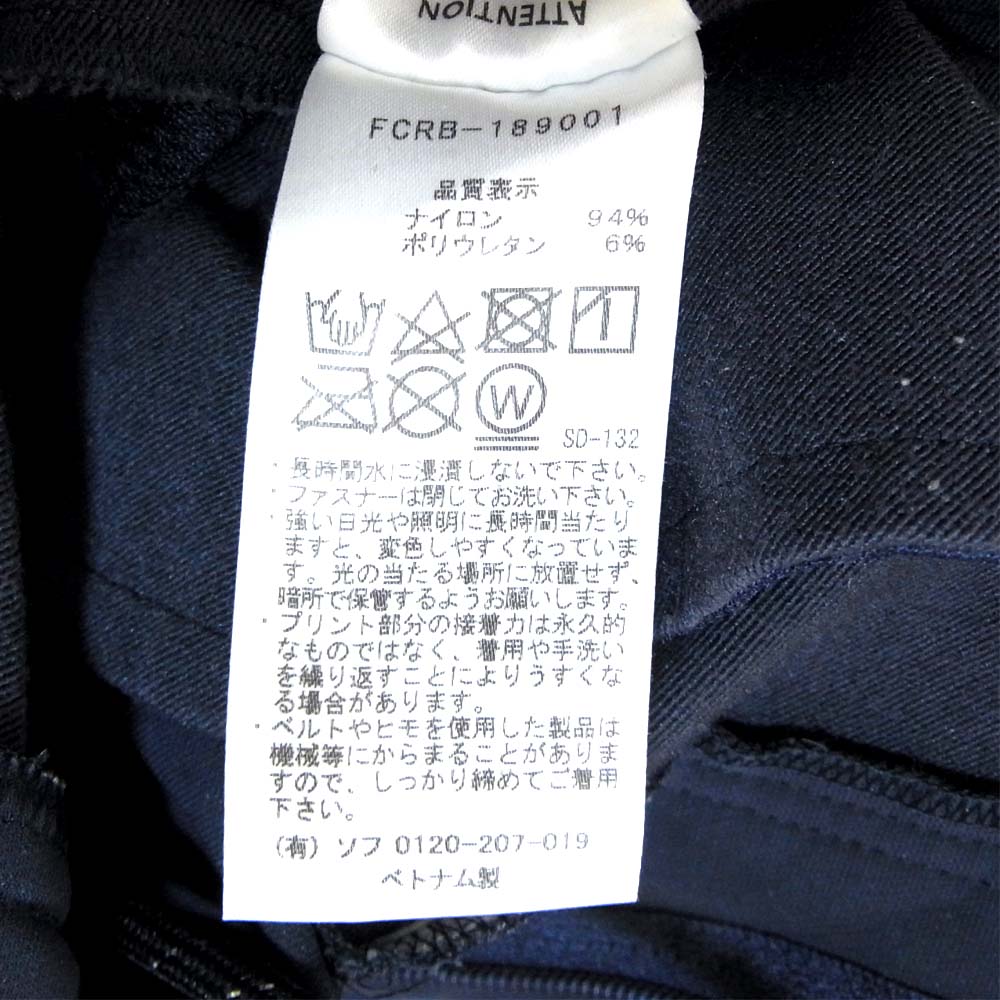 ATTENTION
FCRB-189001
品質表示
ナイロン 94%
ポリウレタン 6%
W
SD-132
・長時間水に浸漬しないで下さい。
・ファスナーは閉じてお洗い下さい。
・強い日光や照明に長時間当たり
ますと、変色しやすくなっていま
す。光の当たる場所に放置せず、
暗所で保管するようお願いします。
・プリント部分の接着力は永久的
なものではなく、着用や手洗い
を繰り返すことによりうすくな
る場合があります。
・ベルトやヒモを使用した製品は
機械等にからまることがありま
すので、しっかり締めてご着用
下さい。
(有)ソフ 0120-207-019
ベトナム製